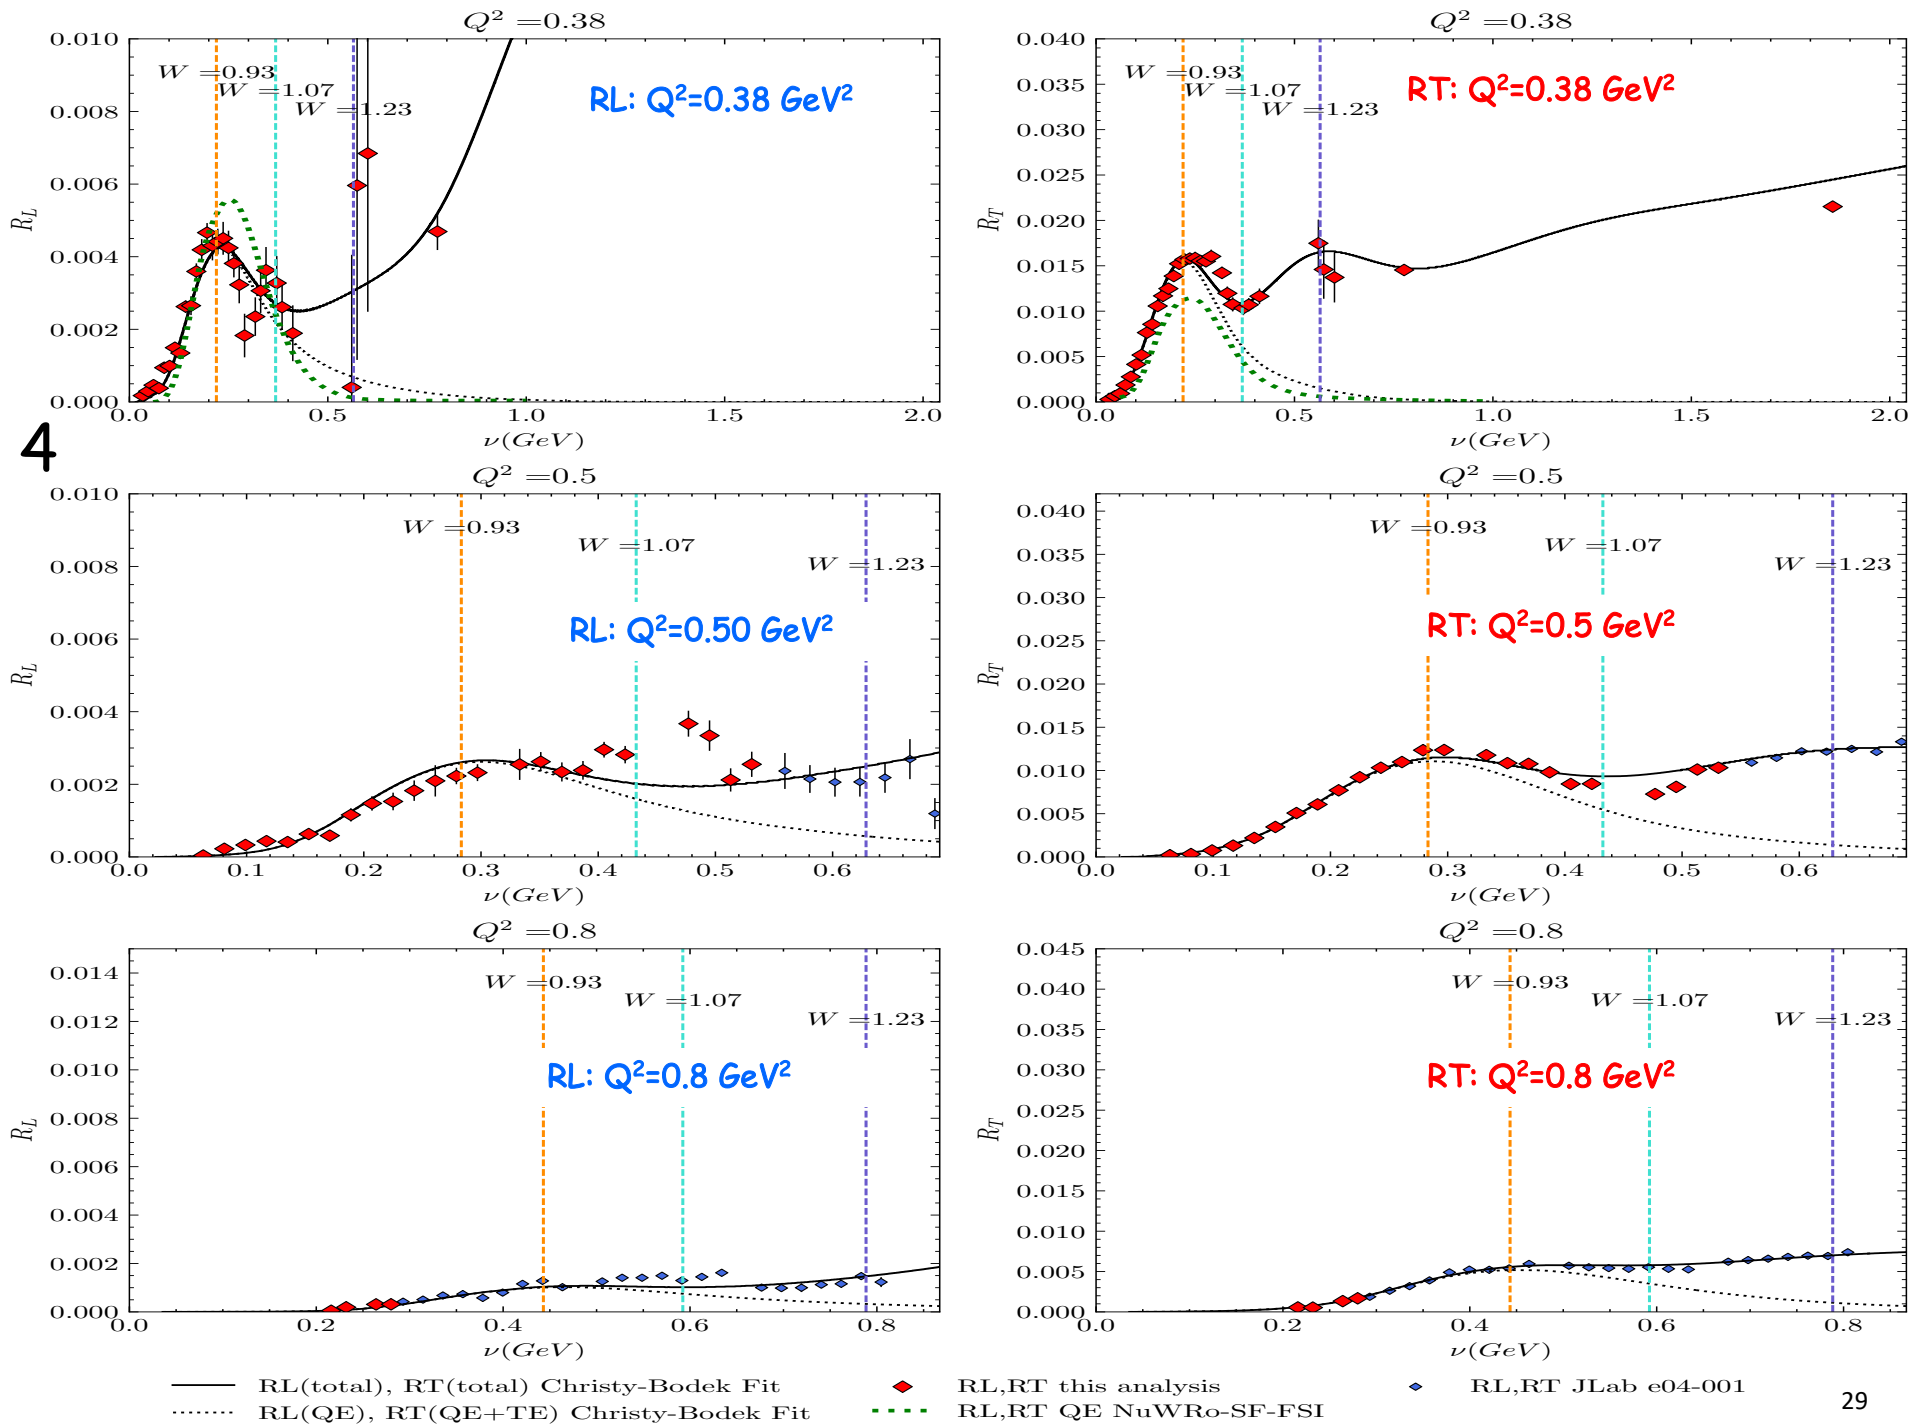 Q² =0.38
0.010
0.008
0.006
0.004
0.002
0.000
R_L
W =0.93
W =1.07
W =1.23
RL: Q²=0.38 GeV²
0.0 0.5 1.0 1.5 2.0
ν(GeV)
Q² =0.38
0.040
0.035
0.030
0.025
0.020
0.015
0.010
0.005
0.000
R_T
W =0.93
W =1.07
W =1.23
RT: Q²=0.38 GeV²
0.0 0.5 1.0 1.5 2.0
ν(GeV)
4
Q² =0.5
0.010
0.008
0.006
0.004
0.002
0.000
R_L
W =0.93
W =1.07
W =1.23
RL: Q²=0.50 GeV²
0.0 0.1 0.2 0.3 0.4 0.5 0.6
ν(GeV)
Q² =0.5
0.040
0.035
0.030
0.025
0.020
0.015
0.010
0.005
0.000
R_T
W =0.93
W =1.07
W =1.23
RT: Q²=0.5 GeV²
0.0 0.1 0.2 0.3 0.4 0.5 0.6
ν(GeV)
Q² =0.8
0.014
0.012
0.010
0.008
0.006
0.004
0.002
0.000
R_L
W =0.93
W =1.07
W =1.23
RL: Q²=0.8 GeV²
0.0 0.2 0.4 0.6 0.8
ν(GeV)
Q² =0.8
0.045
0.040
0.035
0.030
0.025
0.020
0.015
0.010
0.005
0.000
R_T
W =0.93
W =1.07
W =1.23
RT: Q²=0.8 GeV²
0.0 0.2 0.4 0.6 0.8
ν(GeV)
RL(total), RT(total) Christy-Bodek Fit
RL(QE), RT(QE+TE) Christy-Bodek Fit
RL,RT this analysis
RL,RT QE NuWRo-SF-FSI
RL,RT JLab e04-001
29